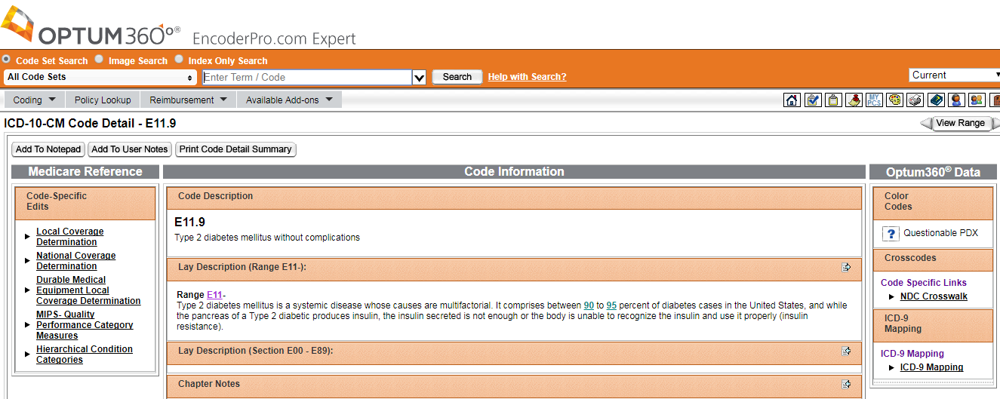 OPTUM360°® EncoderPro.com Expert
Code Set Search Image Search Index Only Search
All Code Sets Enter Term / Code Search Help with Search? Current
Coding Policy Lookup Reimbursement Available Add-ons MY PCS
ICD-10-CM Code Detail - E11.9 View Range
Add To Notepad Add To User Notes Print Code Detail Summary
Medicare Reference
Code-Specific
Edits
Local Coverage
Determination
National Coverage
Determination
Durable Medical
Equipment Local
Coverage Determination
MIPS- Quality
Performance Category
Measures
Hierarchical Condition
Categories
Code Information
Code Description
E11.9
Type 2 diabetes mellitus without complications
Lay Description (Range E11-):
Range E11-
Type 2 diabetes mellitus is a systemic disease whose causes are multifactorial. It comprises between 90 to 95 percent of diabetes cases in the United States, and while
the pancreas of a Type 2 diabetic produces insulin, the insulin secreted is not enough or the body is unable to recognize the insulin and use it properly (insulin
resistance).
Lay Description (Section E00 - E89):
Chapter Notes
Optum360® Data
Color
Codes
? Questionable PDX
Crosscodes
Code Specific Links
NDC Crosswalk
ICD-9
Mapping
ICD-9 Mapping
ICD-9 Mapping